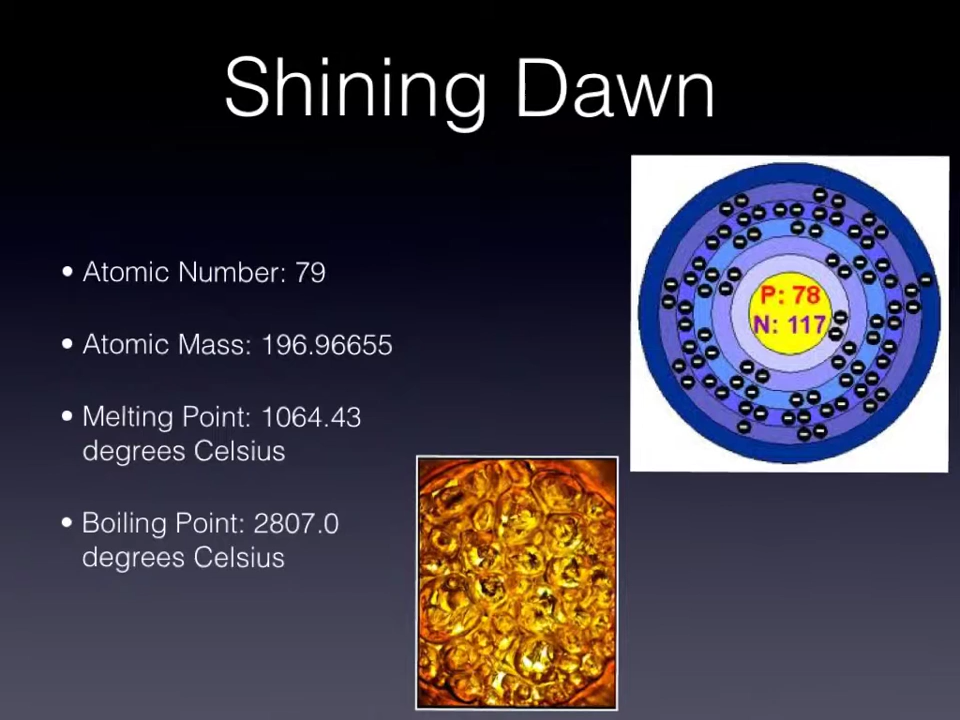 Shining Dawn
• Atomic Number: 79
• Atomic Mass: 196.96655
• Melting Point: 1064.43
degrees Celsius
• Boiling Point: 2807.0
degrees Celsius
P: 78
N: 117